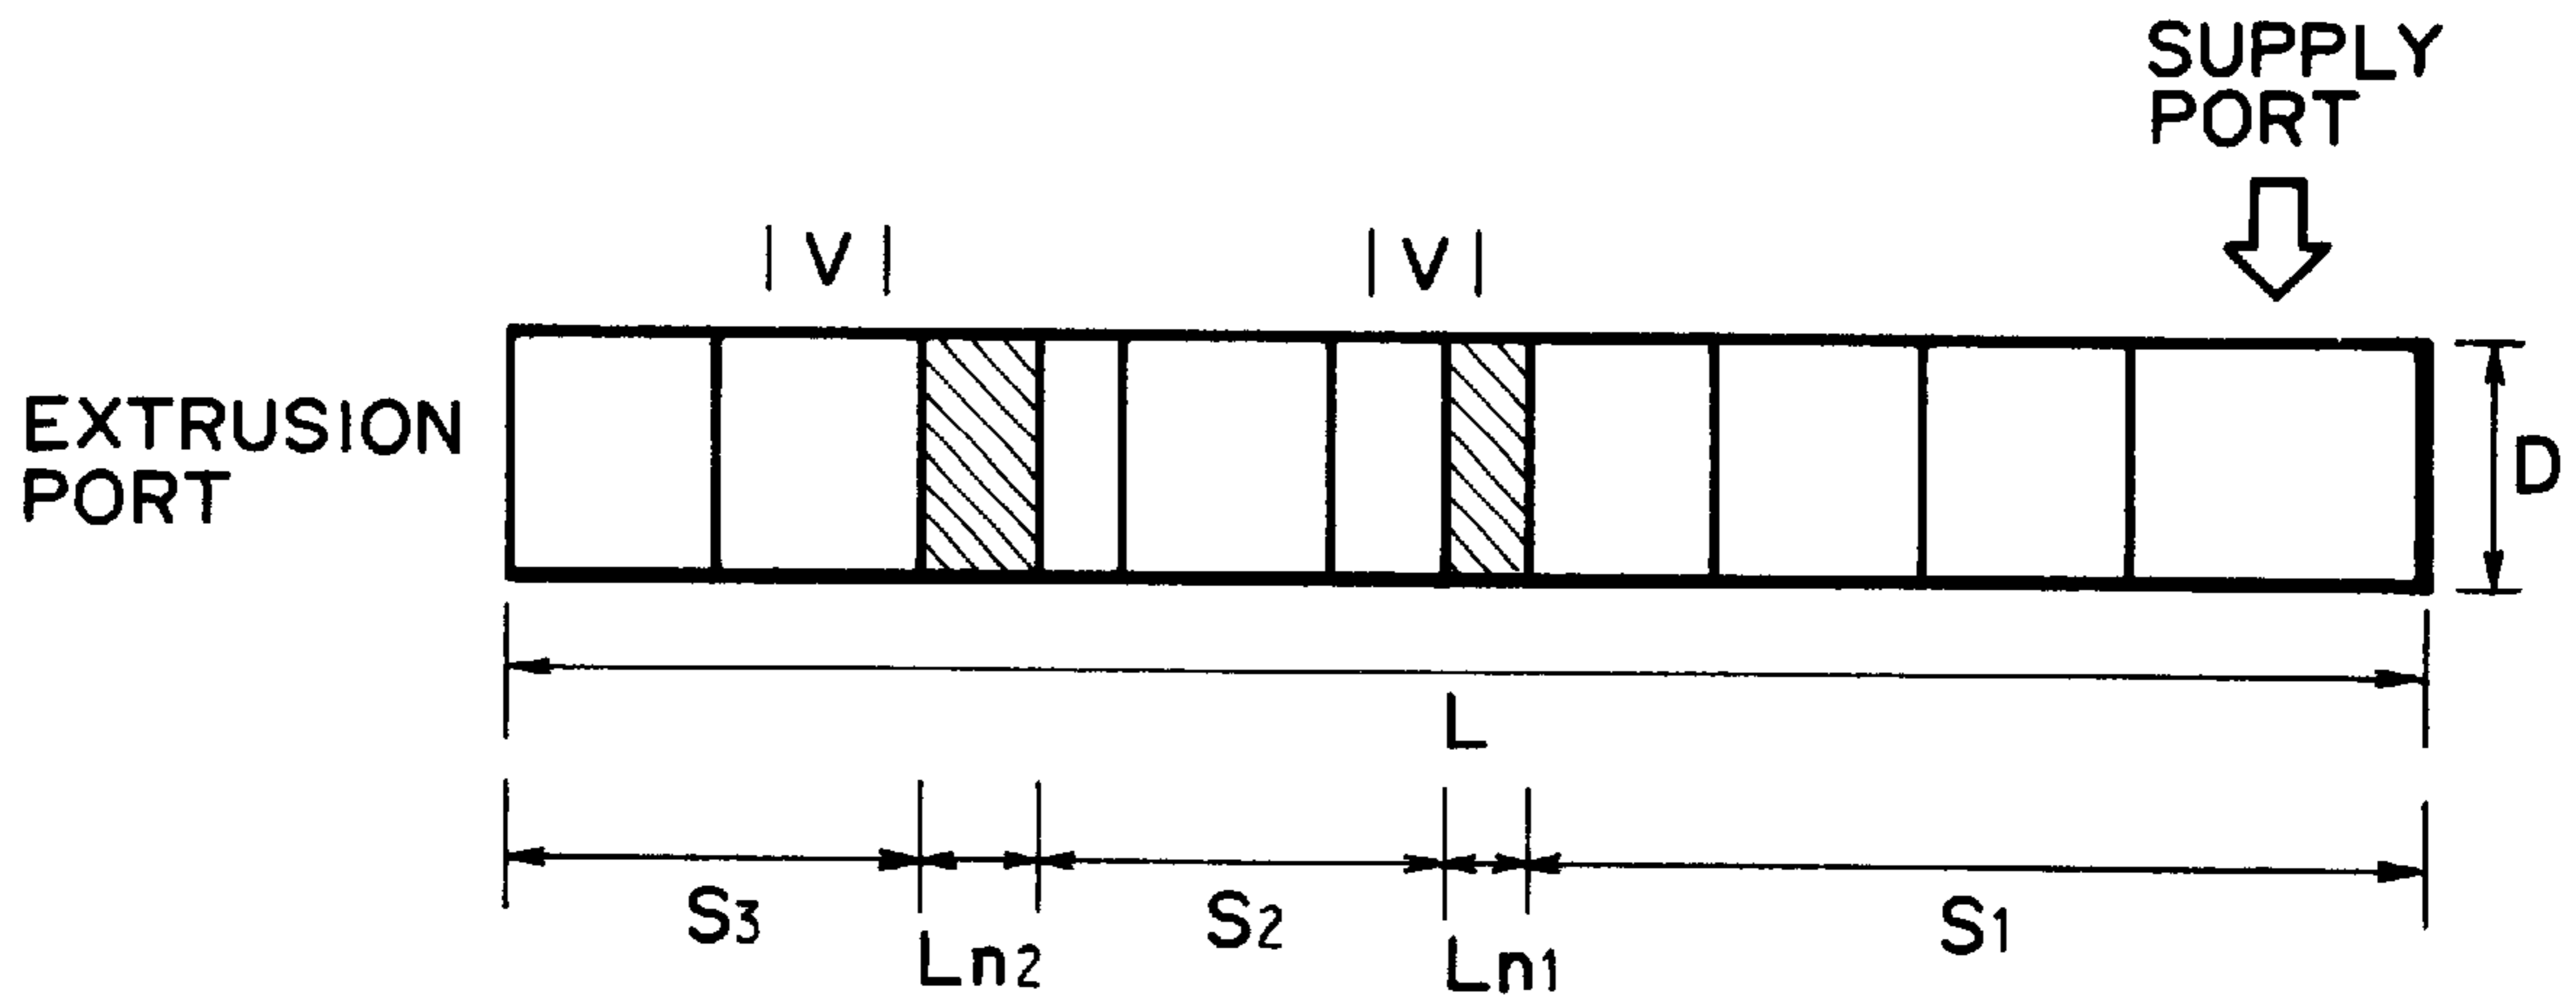 SUPPLY
PORT
| V | | V |
EXTRUSION
PORT
D
L
S3 Ln2 S2 Ln1 S1